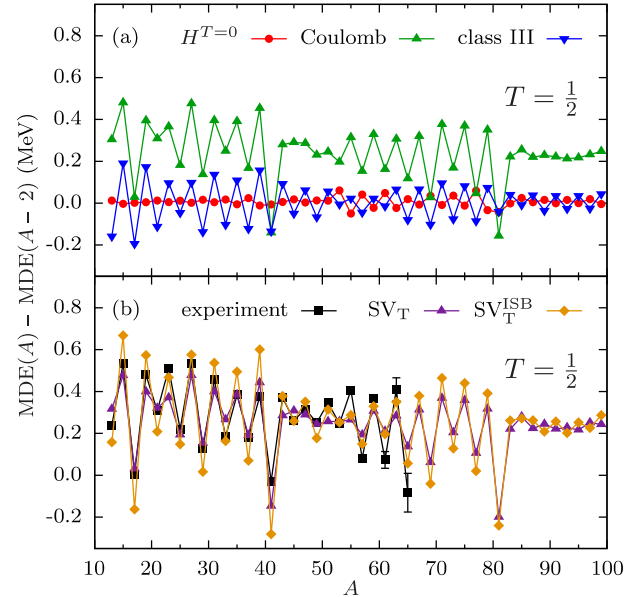 0.8
0.6
0.4
0.2
0.0
-0.2
(a) H^{T=0} Coulomb class III
T = 1/2
MDE(A) − MDE(A − 2) (MeV)
0.8
0.6
0.4
0.2
0.0
-0.2
(b) experiment SV_T SV_T^{ISB}
T = 1/2
10 20 30 40 50 60 70 80 90 100
A